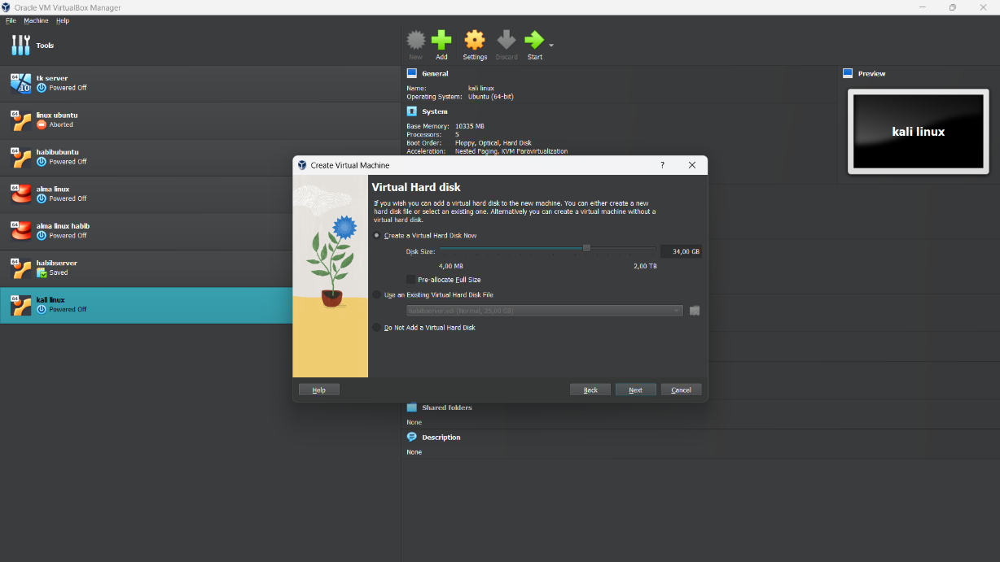 Oracle VM VirtualBox Manager
File Machine Help
Tools
New Add Settings Discard Start
64 tk server
Powered Off
64 linux ubuntu
Aborted
64 habibubuntu
Powered Off
64 alma linux
Powered Off
64 alma linux habib
Powered Off
64 habibserver
Saved
64 kali linux
Powered Off
General
Name: kali linux
Operating System: Ubuntu (64-bit)
System
Base Memory: 10335 MB
Processors: 5
Boot Order: Floppy, Optical, Hard Disk
Acceleration: Nested Paging, KVM Paravirtualization
Preview
kali linux
Create Virtual Machine ?
Virtual Hard disk
If you wish you can add a virtual hard disk to the new machine. You can either create a new
hard disk file or select an existing one. Alternatively you can create a virtual machine without a
virtual hard disk.
Create a Virtual Hard Disk Now
Disk Size: 34,00 GB
4,00 MB 2,00 TB
Pre-allocate Full Size
Use an Existing Virtual Hard Disk File
habibserver.vdi (Normal, 25,00 GB)
Do Not Add a Virtual Hard Disk
Help Back Next Cancel
Shared folders
None
Description
None